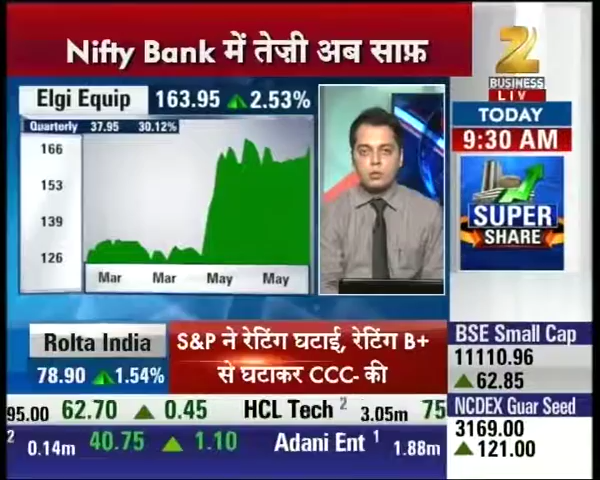 Nifty Bank में तेज़ी अब साफ़
Z
BUSINESS
LIV
TODAY
9:30 AM
SUPER
SHARE
Elgi Equip 163.95 2.53%
Quarterly 37.95 30.12%
166
153
139
126
Mar Mar May May
Rolta India
78.90 1.54%
S&P ने रेटिंग घटाई, रेटिंग B+
से घटाकर CCC- की
BSE Small Cap
11110.96
62.85
NCDEX Guar Seed
3169.00
121.00
95.00 62.70 0.45 HCL Tech 2 3.05m 75
2 0.14m 40.75 1.10 Adani Ent 1 1.88m